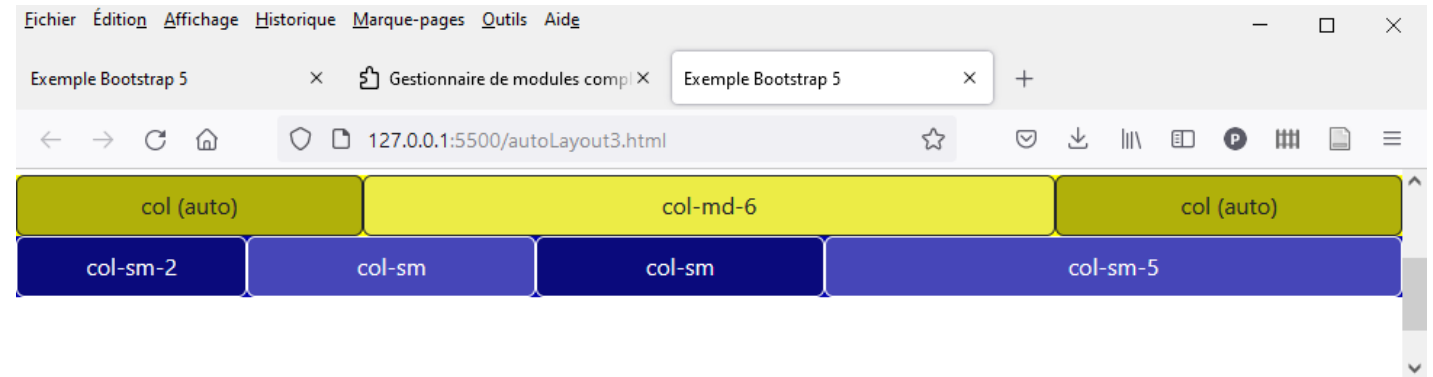 Fichier Édition Affichage Historique Marque-pages Outils Aide
Exemple Bootstrap 5 Gestionnaire de modules compl Exemple Bootstrap 5
127.0.0.1:5500/autoLayout3.html P
col (auto) col-md-6 col (auto)
col-sm-2 col-sm col-sm col-sm-5